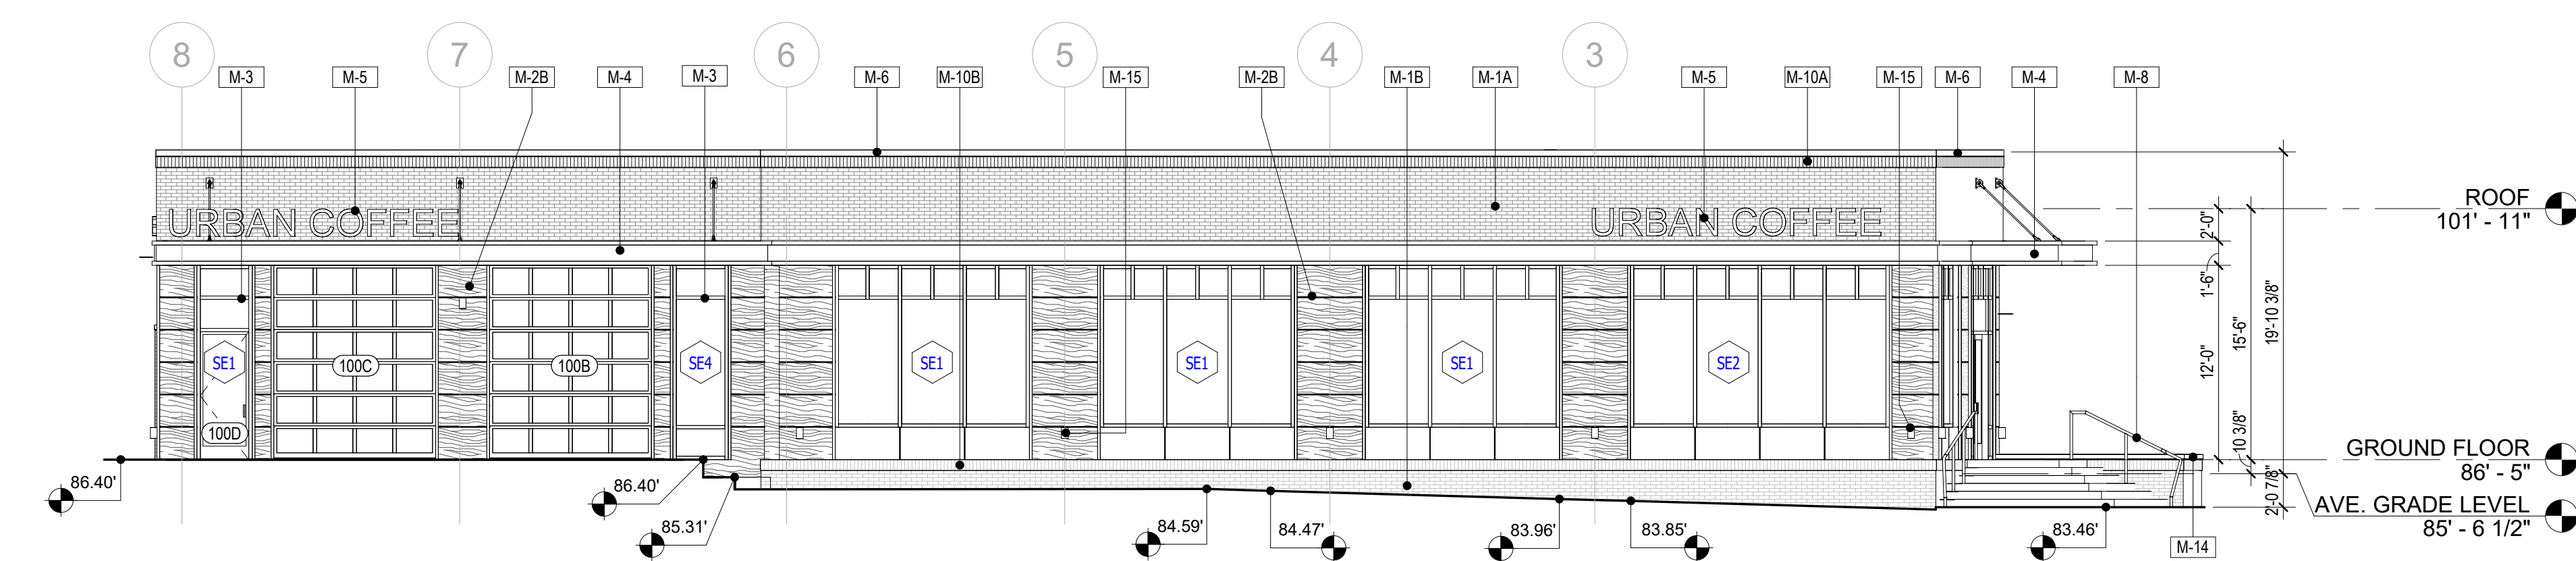 8
7
6
5
4
3
M-3
M-5
M-2B
M-4
M-3
M-6
M-10B
M-15
M-2B
M-1B
M-1A
M-5
M-10A
M-15
M-6
M-4
M-8
URBAN COFFEE
URBAN COFFEE
ROOF
101' - 11"
2'-0"
1'-6"
12'-0"
15'-6"
19'-10 3/8"
10 3/8"
2'-0 7/8"
SE1
100C
100B
SE4
SE1
SE1
SE1
SE2
100D
GROUND FLOOR
86' - 5"
AVE. GRADE LEVEL
85' - 6 1/2"
86.40'
86.40'
85.31'
84.59'
84.47'
83.96'
83.85'
83.46'
M-14